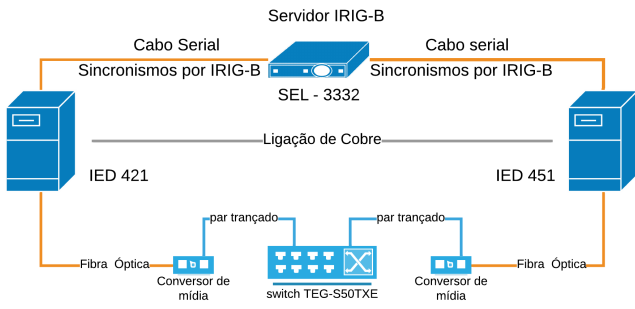 Servidor IRIG-B
Cabo Serial
Cabo serial
Sincronismos por IRIG-B
Sincronismos por IRIG-B
SEL - 3332
Ligação de Cobre
IED 421
IED 451
par trançado
par trançado
Fibra Óptica
Fibra Óptica
Conversor de
mídia
switch TEG-S50TXE
Conversor de
mídia